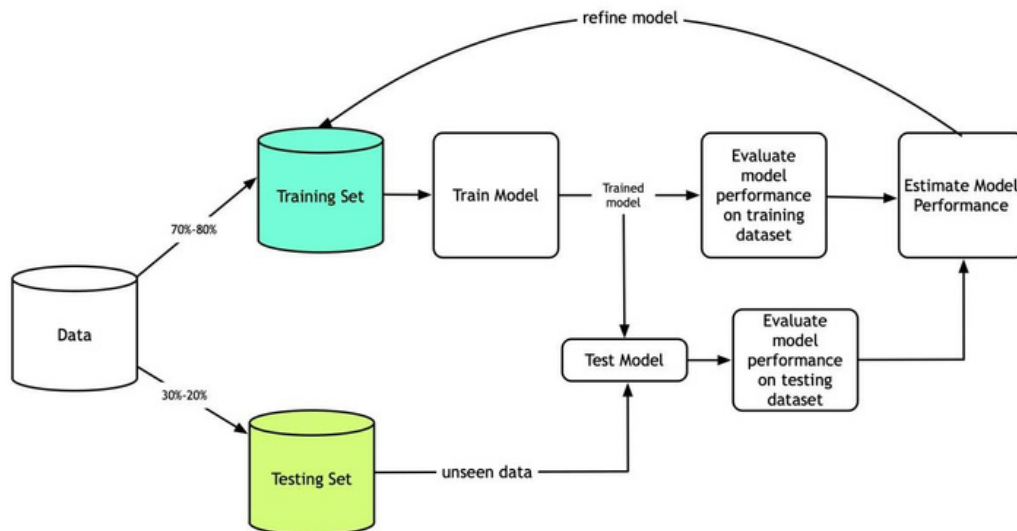 refine model
Training Set
Train Model
Trained
model
Evaluate
model
performance
on training
dataset
Estimate Model
Performance
70%-80%
Data
30%-20%
Test Model
Evaluate
model
performance
on testing
dataset
Testing Set
unseen data